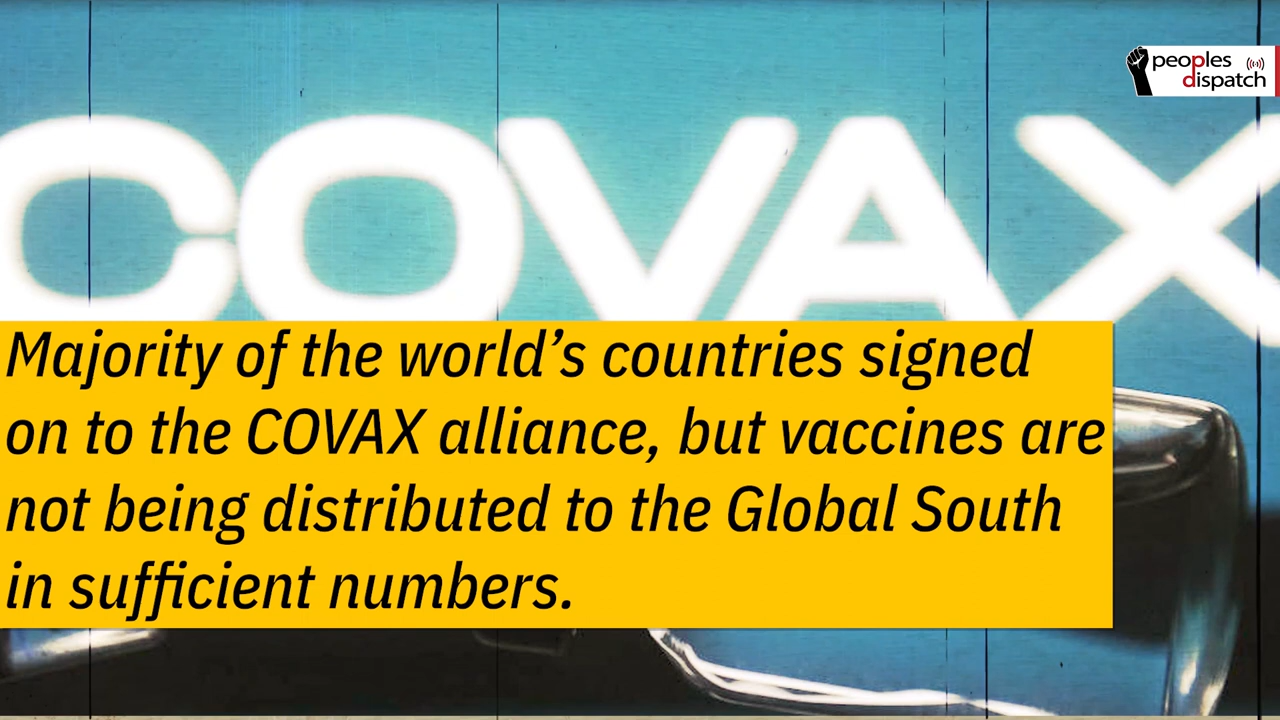 peoples
dispatch
COVAX
Majority of the world’s countries signed
on to the COVAX alliance, but vaccines are
not being distributed to the Global South
in sufficient numbers.